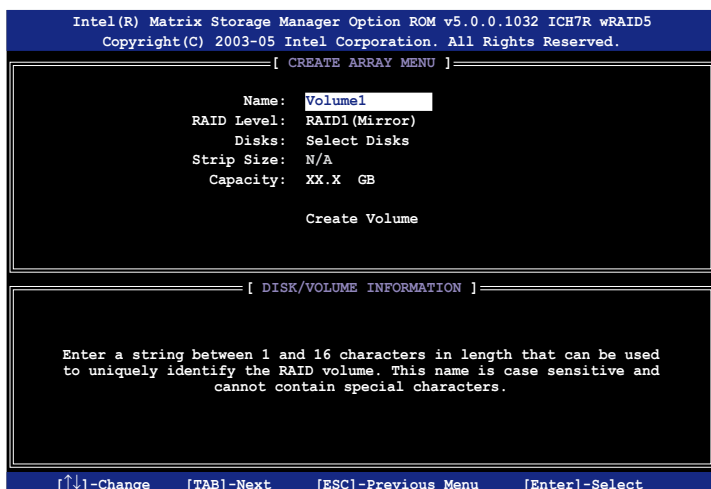 Intel(R) Matrix Storage Manager Option ROM v5.0.0.1032 ICH7R wRAID5
Copyright(C) 2003-05 Intel Corporation. All Rights Reserved.
[ CREATE ARRAY MENU ]
Name: Volume1
RAID Level: RAID1(Mirror)
Disks: Select Disks
Strip Size: N/A
Capacity: XX.X GB
Create Volume
[ DISK/VOLUME INFORMATION ]
Enter a string between 1 and 16 characters in length that can be used
to uniquely identify the RAID volume. This name is case sensitive and
cannot contain special characters.
[↑↓]-Change [TAB]-Next [ESC]-Previous Menu [Enter]-Select